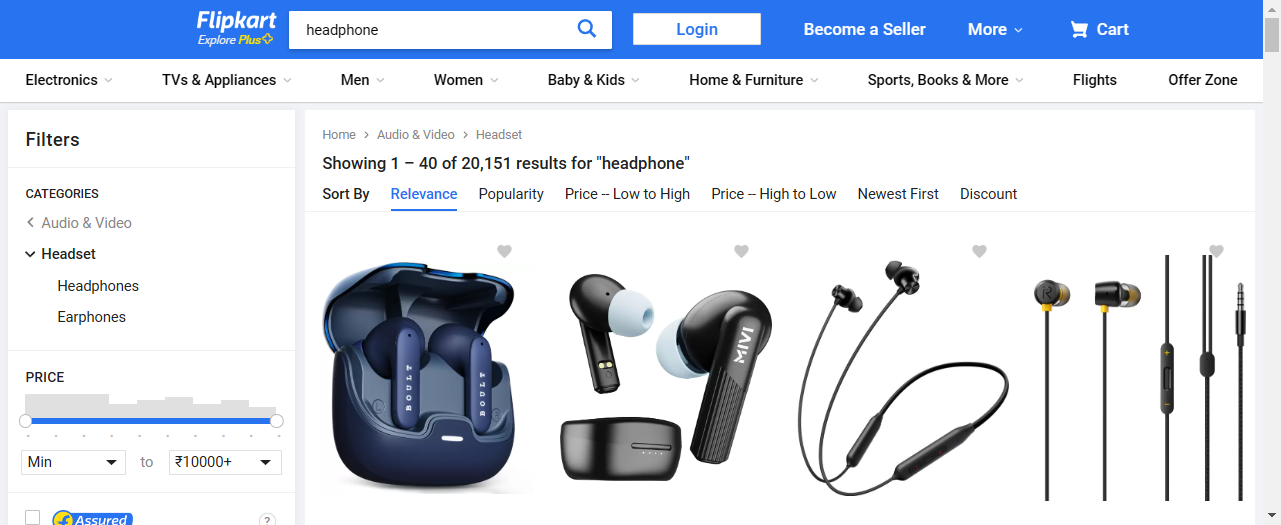 Flipkart
Explore Plus
headphone
Login
Become a Seller
More
Cart
Electronics
TVs & Appliances
Men
Women
Baby & Kids
Home & Furniture
Sports, Books & More
Flights
Offer Zone
Filters
CATEGORIES
Audio & Video
Headset
Headphones
Earphones
PRICE
Min
to
₹10000+
f Assured
?
Home > Audio & Video > Headset
Showing 1 – 40 of 20,151 results for "headphone"
Sort By Relevance Popularity Price -- Low to High Price -- High to Low Newest First Discount
BOULT
BOULT
MIVI
R